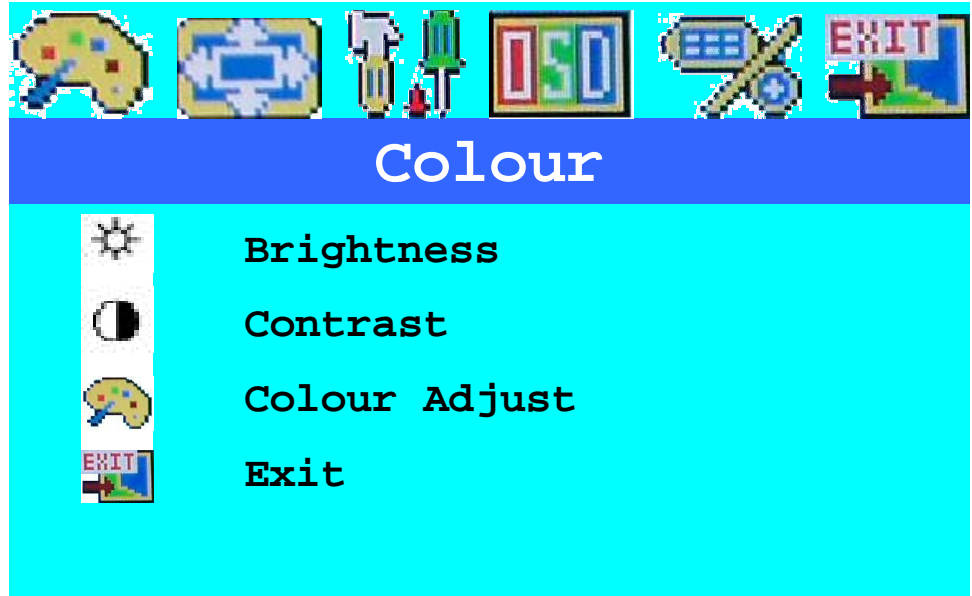 OSD
EXIT
Colour
Brightness
Contrast
Colour Adjust
EXIT
Exit